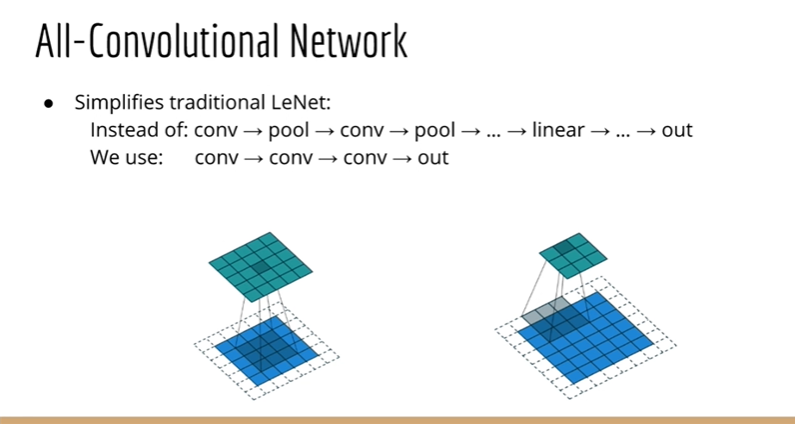 All-Convolutional Network
● Simplifies traditional LeNet:
Instead of: conv → pool → conv → pool → ... → linear → ... → out
We use: conv → conv → conv → out